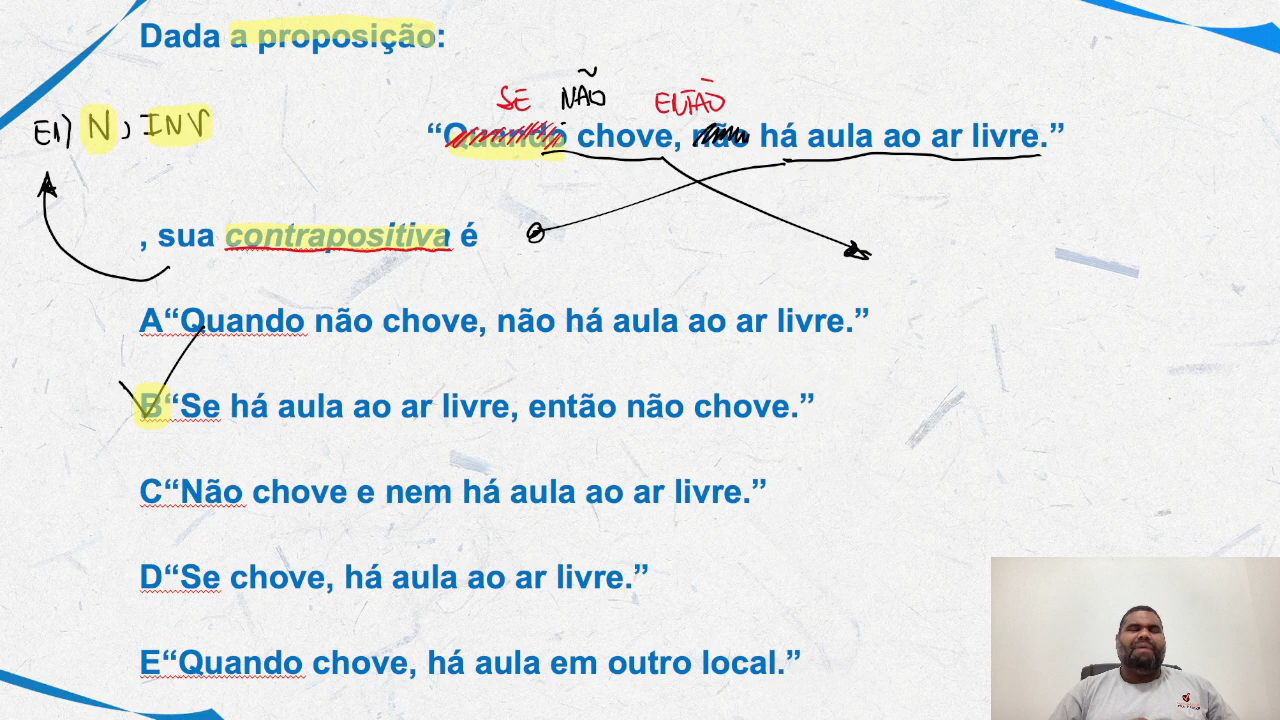 Dada a proposição:
SE NÃO ENTÃO
E1) N , INV
“Quando chove, não há aula ao ar livre.”
, sua contrapositiva é
A“Quando não chove, não há aula ao ar livre.”
B“Se há aula ao ar livre, então não chove.”
C“Não chove e nem há aula ao ar livre.”
D“Se chove, há aula ao ar livre.”
E“Quando chove, há aula em outro local.”